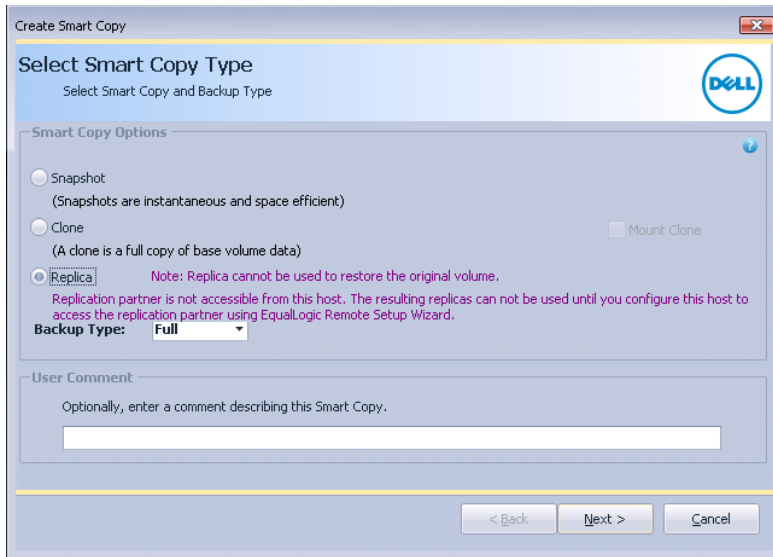 Create Smart Copy
Select Smart Copy Type
Select Smart Copy and Backup Type
DELL
Smart Copy Options
?
Snapshot
(Snapshots are instantaneous and space efficient)
Clone
Mount Clone
(A clone is a full copy of base volume data)
Replica
Note: Replica cannot be used to restore the original volume.
Replication partner is not accessible from this host. The resulting replicas can not be used until you configure this host to
access the replication partner using EqualLogic Remote Setup Wizard.
Backup Type: Full
User Comment
Optionally, enter a comment describing this Smart Copy.
< Back
Next >
Cancel